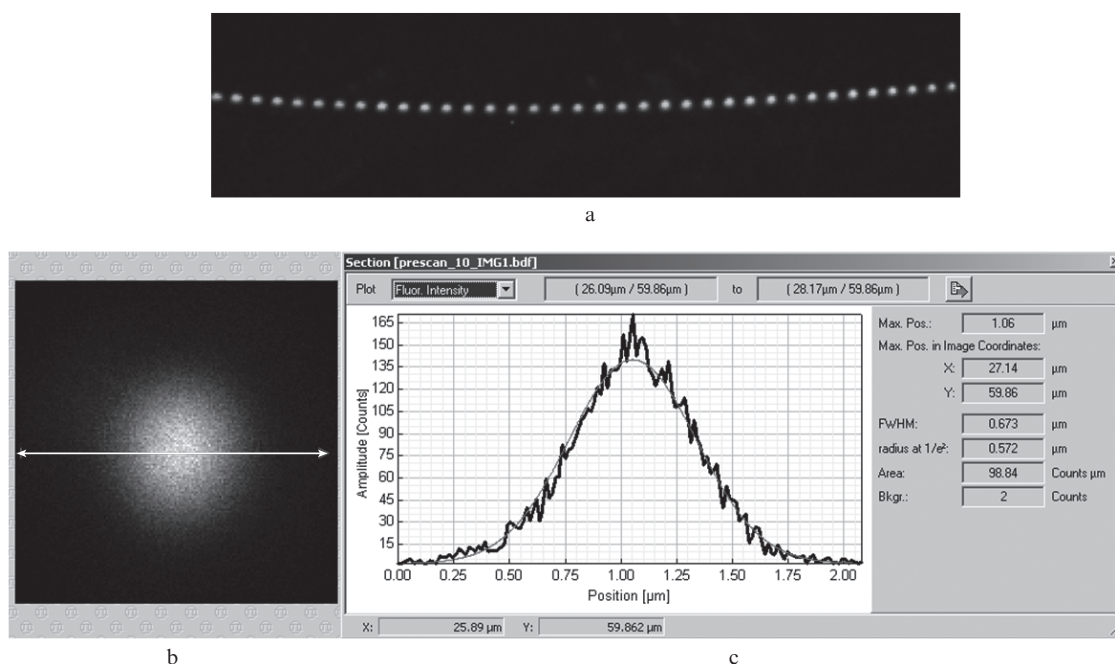 a
Section [prescan_10_IMG1.bdf]
Plot Fluor. Intensity ( 26.09µm / 59.86µm ) to ( 28.17µm / 59.86µm )
165
150
135
120
105
90
75
60
45
30
15
Amplitude [Counts]
0.00 0.25 0.50 0.75 1.00 1.25 1.50 1.75 2.00
Position [µm]
Max. Pos.: 1.06 µm
Max. Pos. in Image Coordinates:
X: 27.14 µm
Y: 59.86 µm
FWHM: 0.673 µm
radius at 1/e²: 0.572 µm
Area: 98.84 Counts µm
Bkgr.: 2 Counts
X: 25.89 µm Y: 59.862 µm
b c